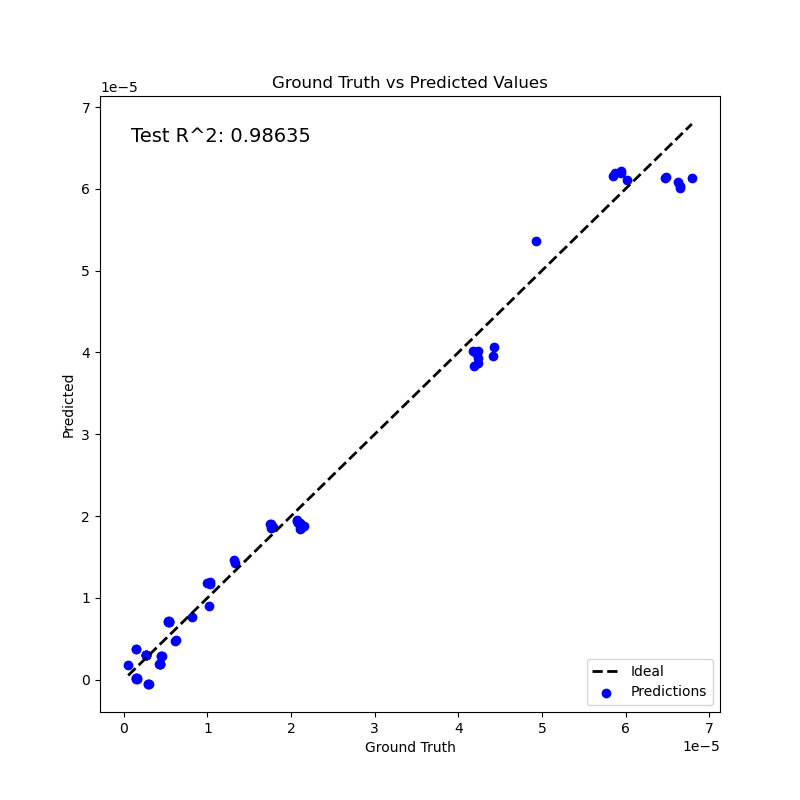 Ground Truth vs Predicted Values
1e−5
Test R^2: 0.98635
7
6
5
4
3
2
1
0
Predicted
Ideal
Predictions
0 1 2 3 4 5 6 7
Ground Truth
1e−5